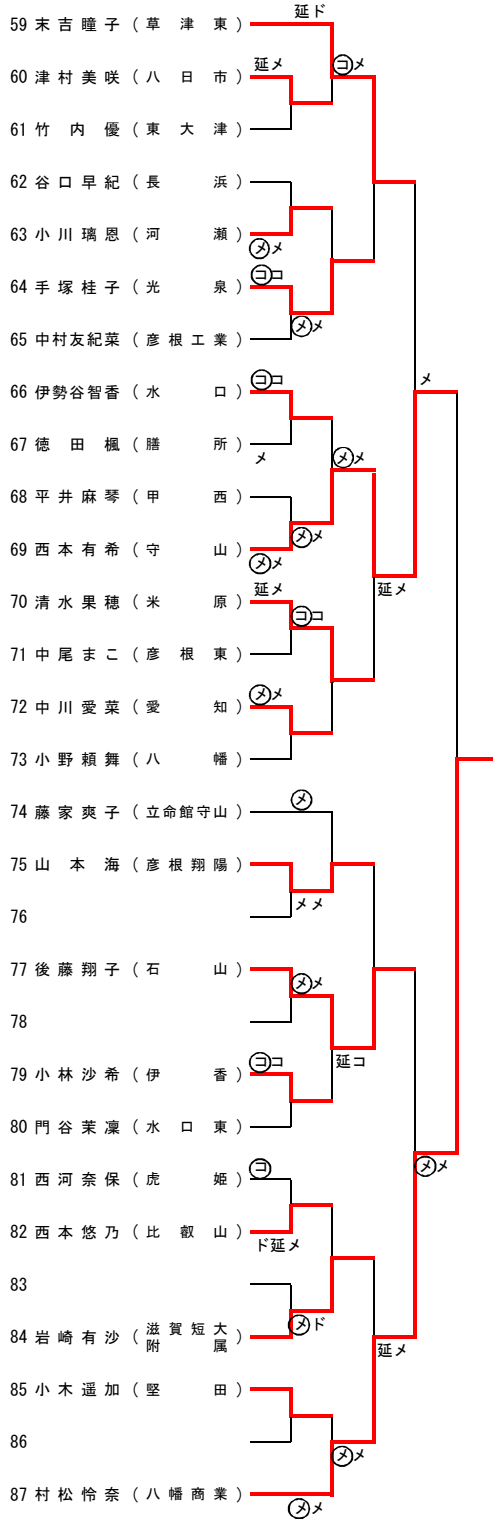 延ド
59 末吉瞳子 (草津東)
延メ ㋙メ
60 津村美咲 (八日市)
61 竹内優 (東大津)
62 谷口早紀 (長浜)
63 小川璃恩 (河瀬)
㋱メ
㋙コ
64 手塚桂子 (光泉)
㋱メ
65 中村友紀菜 (彦根工業)
㋙コ メ
66 伊勢谷智香 (水口)
67 徳田楓 (膳所)
メ ㋱メ
68 平井麻琴 (甲西)
㋱メ
69 西本有希 (守山)
㋱メ
延メ 延メ
70 清水果穂 (米原)
㋙コ
71 中尾まこ (彦根東)
㋱メ
72 中川愛菜 (愛知)
73 小野頼舞 (八幡)
㋱
74 藤家爽子 (立命館守山)
75 山本海 (彦根翔陽)
メメ
76
77 後藤翔子 (石山)
㋱メ
78
㋙コ 延コ
79 小林沙希 (伊香)
80 門谷茉凜 (水口東)
㋙ ㋱メ
81 西河奈保 (虎姫)
82 西本悠乃 (比叡山)
ド延メ
83
㋱ド
84 岩崎有沙 (滋賀短大附属)
延メ
85 小木遥加 (堅田)
86
㋱メ
87 村松怜奈 (八幡商業)
㋱メ